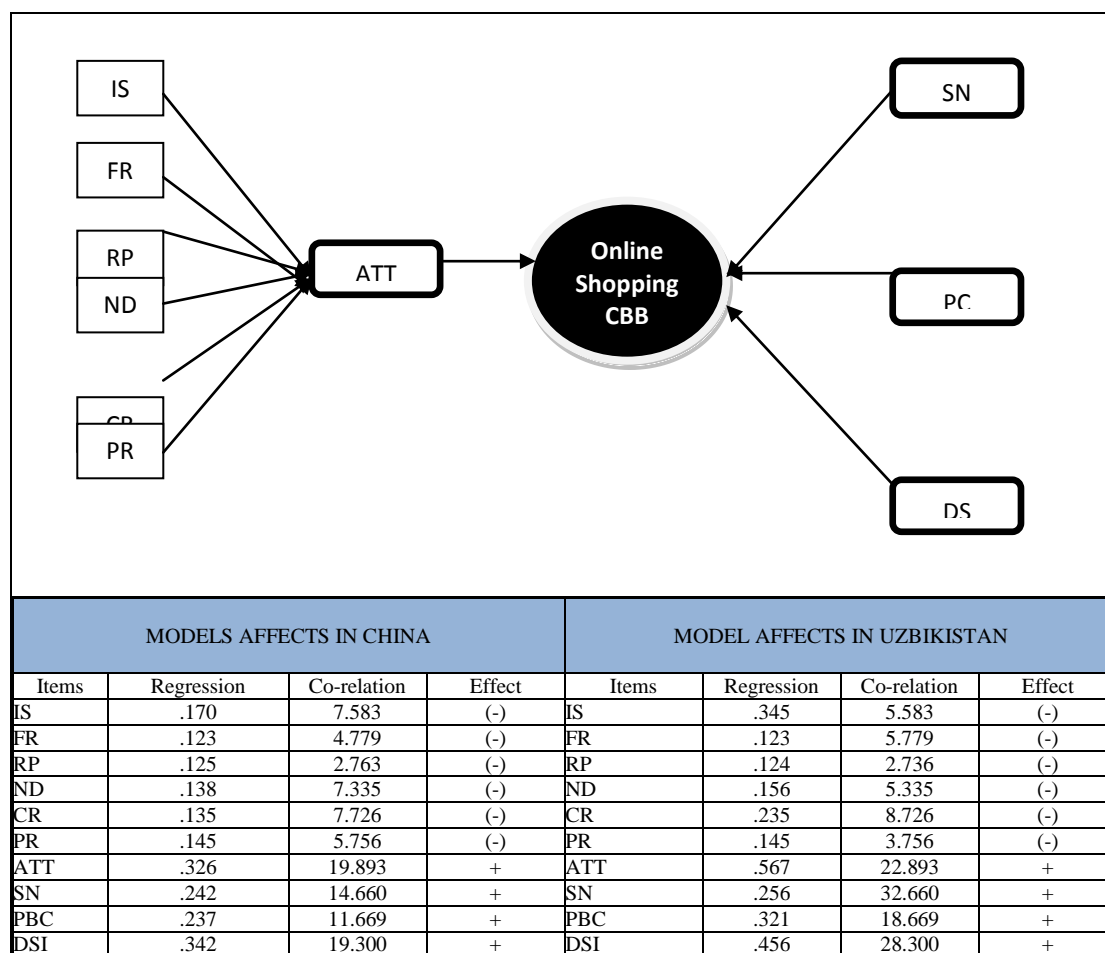 IS
FR
RP
ND
PR
ATT
Online
Shopping
CBB
SN
PC
DS
MODELS AFFECTS IN CHINA MODEL AFFECTS IN UZBIKISTAN
Items Regression Co-relation Effect Items Regression Co-relation Effect
IS .170 7.583 (-) IS .345 5.583 (-)
FR .123 4.779 (-) FR .123 5.779 (-)
RP .125 2.763 (-) RP .124 2.736 (-)
ND .138 7.335 (-) ND .156 5.335 (-)
CR .135 7.726 (-) CR .235 8.726 (-)
PR .145 5.756 (-) PR .145 3.756 (-)
ATT .326 19.893 + ATT .567 22.893 +
SN .242 14.660 + SN .256 32.660 +
PBC .237 11.669 + PBC .321 18.669 +
DSI .342 19.300 + DSI .456 28.300 +